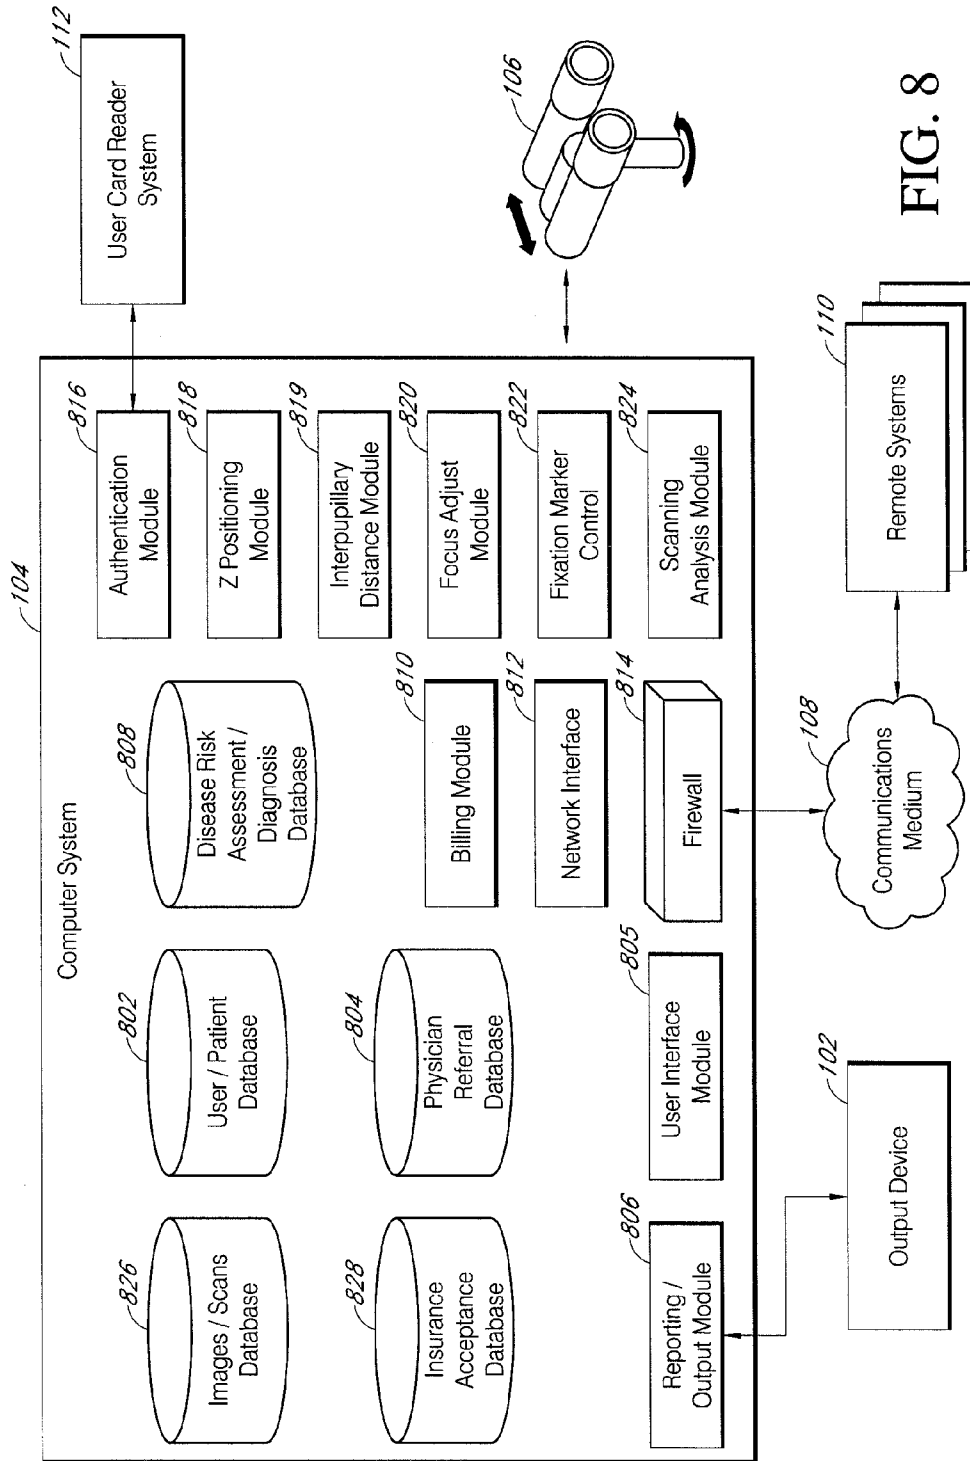 104
Computer System
826
Images / Scans
Database
802
User / Patient
Database
808
Disease Risk
Assessment /
Diagnosis
Database
816
Authentication
Module
112
User Card Reader
System
818
Z Positioning
Module
828
Insurance
Acceptance
Database
804
Physician
Referral
Database
819
Interpupillary
Distance Module
810
Billing Module
820
Focus Adjust
Module
106
812
Network Interface
822
Fixation Marker
Control
806
Reporting /
Output Module
805
User Interface
Module
814
Firewall
824
Scanning
Analysis Module
102
Output Device
108
Communications
Medium
110
Remote Systems
FIG. 8